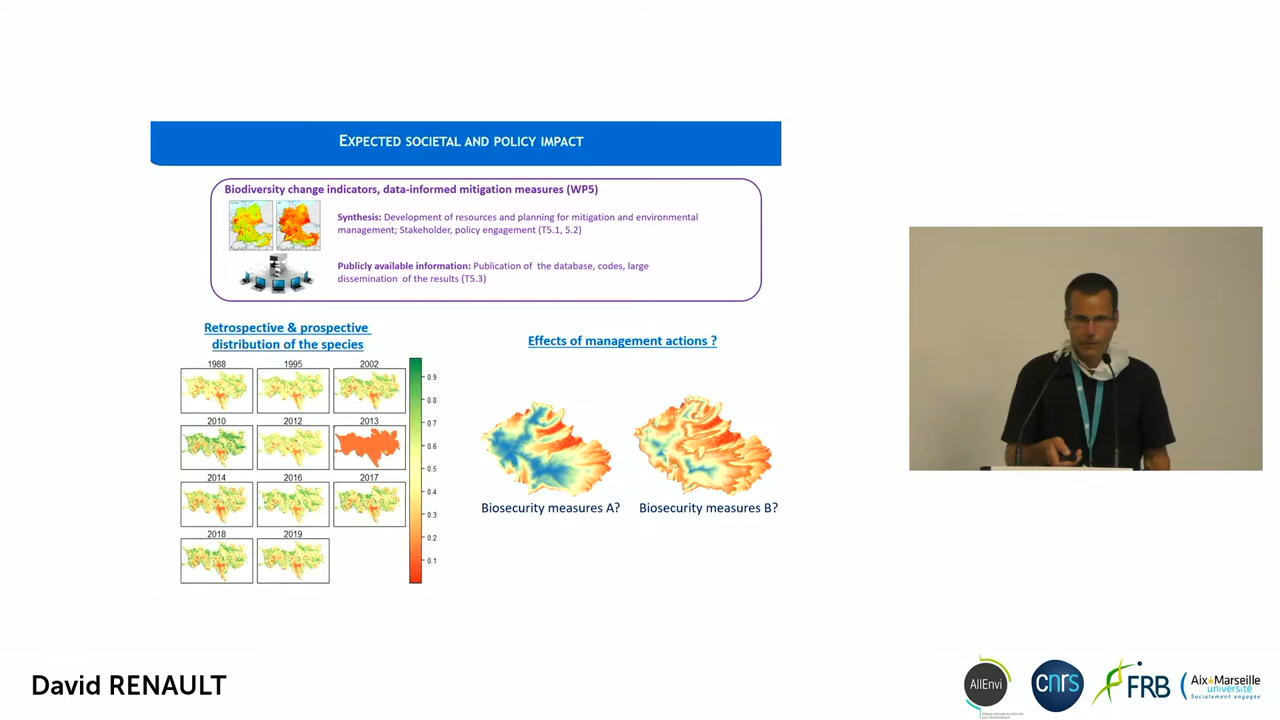 EXPECTED SOCIETAL AND POLICY IMPACT
Biodiversity change indicators, data-informed mitigation measures (WP5)
Synthesis: Development of resources and planning for mitigation and environmental
management; Stakeholder, policy engagement (T5.1, 5.2)
Publicly available information: Publication of the database, codes, large
dissemination of the results (T5.3)
Retrospective & prospective
distribution of the species
Effects of management actions ?
1988 1995 2002
2010 2012 2013
2014 2016 2017
2018 2019
0.9
0.8
0.7
0.6
0.5
0.4
0.3
0.2
0.1
Biosecurity measures A?
Biosecurity measures B?
David RENAULT
AllEnvi
cnrs
FRB
Aix*Marseille
université
Socialement engagée